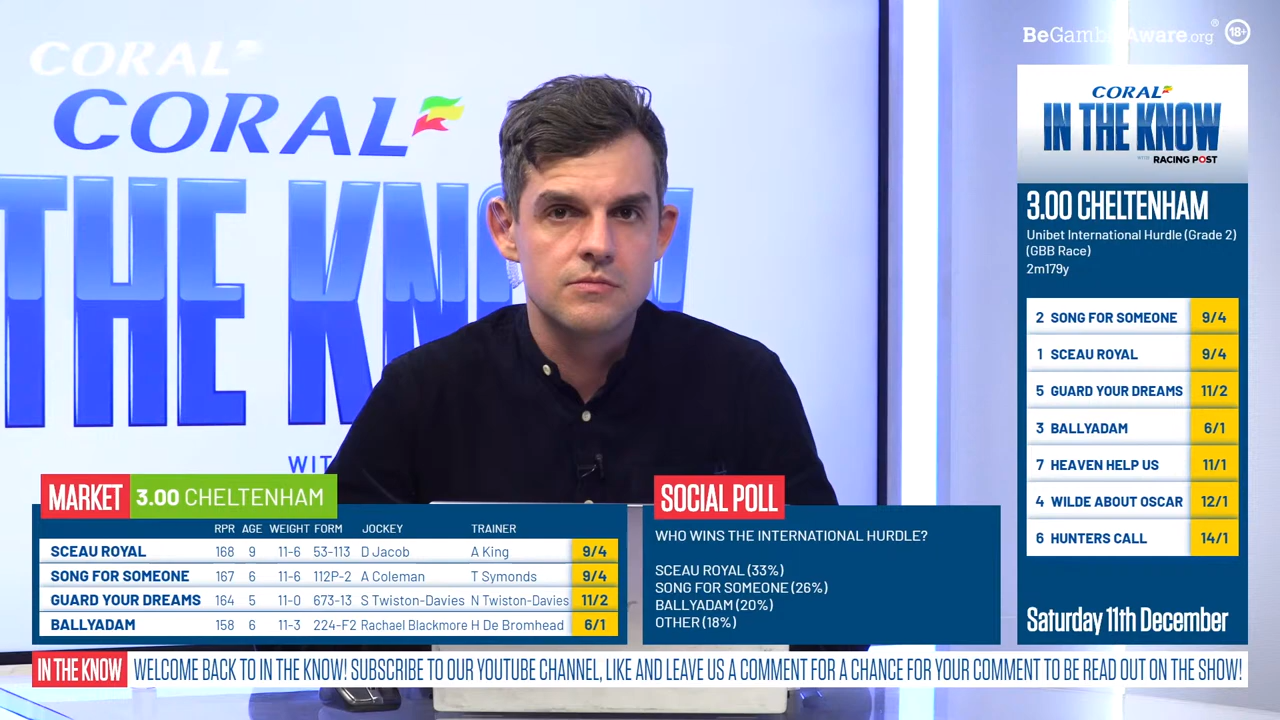 CORAL
BeGambleAware.org® 18+
CORAL
THE KNOW
WIT
CORAL
IN THE KNOW
WITH RACING POST
3.00 CHELTENHAM
Unibet International Hurdle (Grade 2)
(GBB Race)
2m179y
2 SONG FOR SOMEONE 9/4
1 SCEAU ROYAL 9/4
5 GUARD YOUR DREAMS 11/2
3 BALLYADAM 6/1
7 HEAVEN HELP US 11/1
4 WILDE ABOUT OSCAR 12/1
6 HUNTERS CALL 14/1
Saturday 11th December
MARKET 3.00 CHELTENHAM
RPR AGE WEIGHT FORM JOCKEY TRAINER
SCEAU ROYAL 168 9 11-6 53-113 D Jacob A King 9/4
SONG FOR SOMEONE 167 6 11-6 112P-2 A Coleman T Symonds 9/4
GUARD YOUR DREAMS 164 5 11-0 673-13 S Twiston-Davies N Twiston-Davies 11/2
BALLYADAM 158 6 11-3 224-F2 Rachael Blackmore H De Bromhead 6/1
SOCIAL POLL
WHO WINS THE INTERNATIONAL HURDLE?
SCEAU ROYAL (33%)
SONG FOR SOMEONE (26%)
BALLYADAM (20%)
OTHER (18%)
IN THE KNOW WELCOME BACK TO IN THE KNOW! SUBSCRIBE TO OUR YOUTUBE CHANNEL, LIKE AND LEAVE US A COMMENT FOR A CHANCE FOR YOUR COMMENT TO BE READ OUT ON THE SHOW!